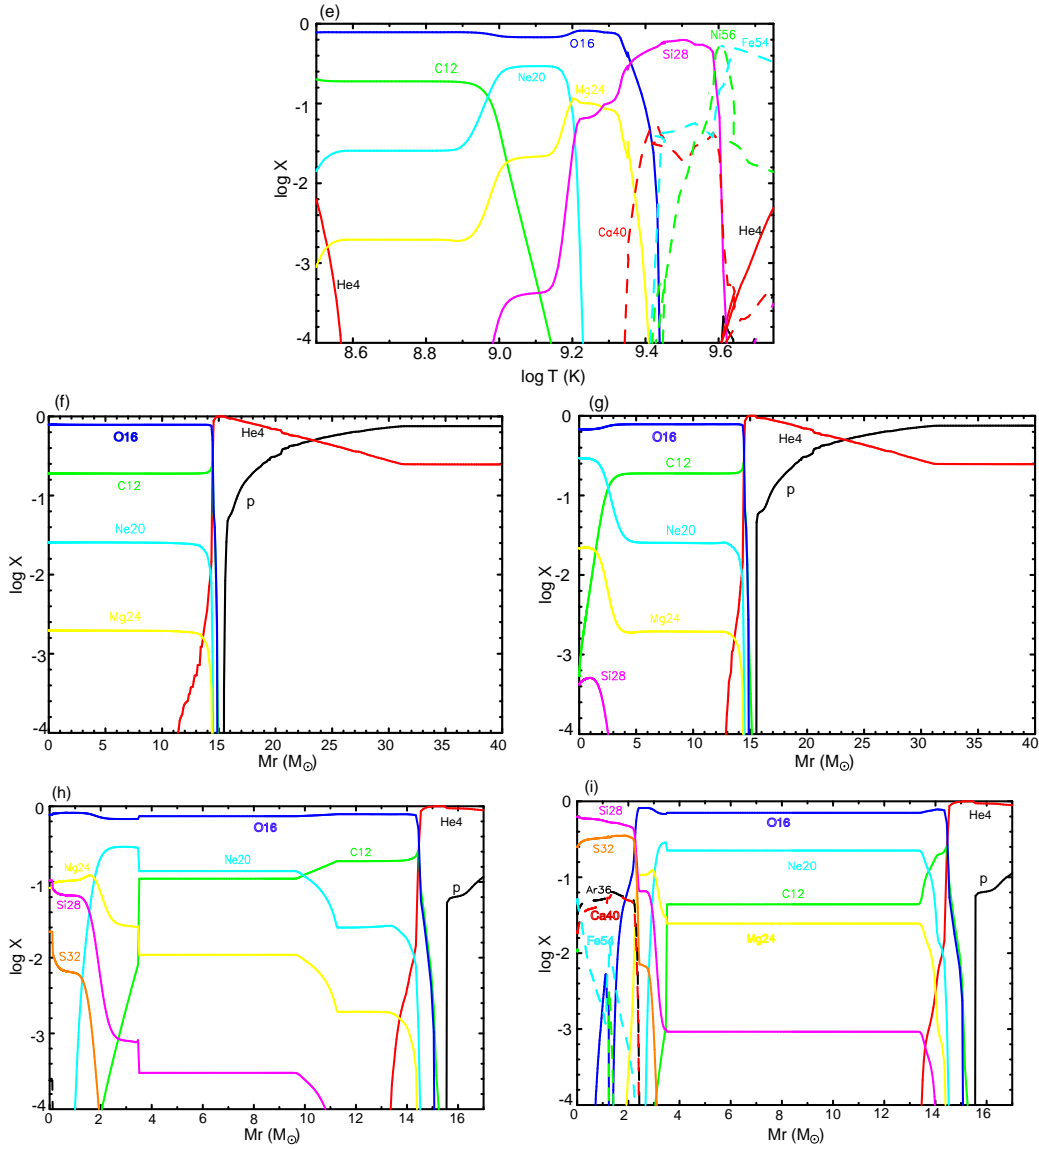 (e)
0
-1
-2
-3
-4
log X
O16
Ni56
Fe54
Si28
C12
Ne20
Mg24
Ca40
He4
He4
8.6
8.8
9.0
9.2
9.4
9.6
log T (K)
(f)
0
-1
-2
-3
-4
log X
O16
He4
C12
p
Ne20
Mg24
0
5
10
15
20
25
30
35
40
Mr (M⊙)
(g)
0
-1
-2
-3
-4
log X
O16
He4
C12
p
Ne20
Mg24
Si28
0
5
10
15
20
25
30
35
40
Mr (M⊙)
(h)
0
-1
-2
-3
-4
log X
O16
He4
Mg24
Ne20
C12
Si28
p
S32
0
2
4
6
8
10
12
14
16
Mr (M⊙)
(i)
0
-1
-2
-3
-4
log X
Si28
O16
He4
S32
Ne20
Ar36
C12
p
Ca40
Fe54
Mg24
0
2
4
6
8
10
12
14
16
Mr (M⊙)